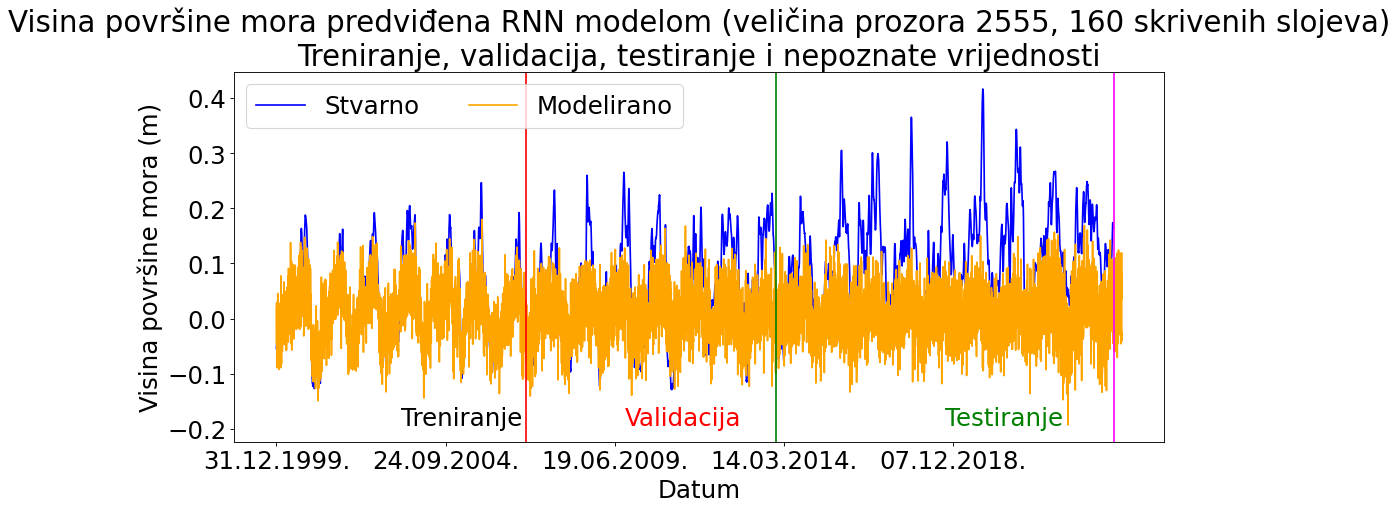 Visina površine mora predviđena RNN modelom (veličina prozora 2555, 160 skrivenih slojeva)
Treniranje, validacija, testiranje i nepoznate vrijednosti
Stvarno
Modelirano
Visina površine mora (m)
0.4
0.3
0.2
0.1
0.0
−0.1
−0.2
Treniranje
Validacija
Testiranje
31.12.1999.
24.09.2004.
19.06.2009.
14.03.2014.
07.12.2018.
Datum